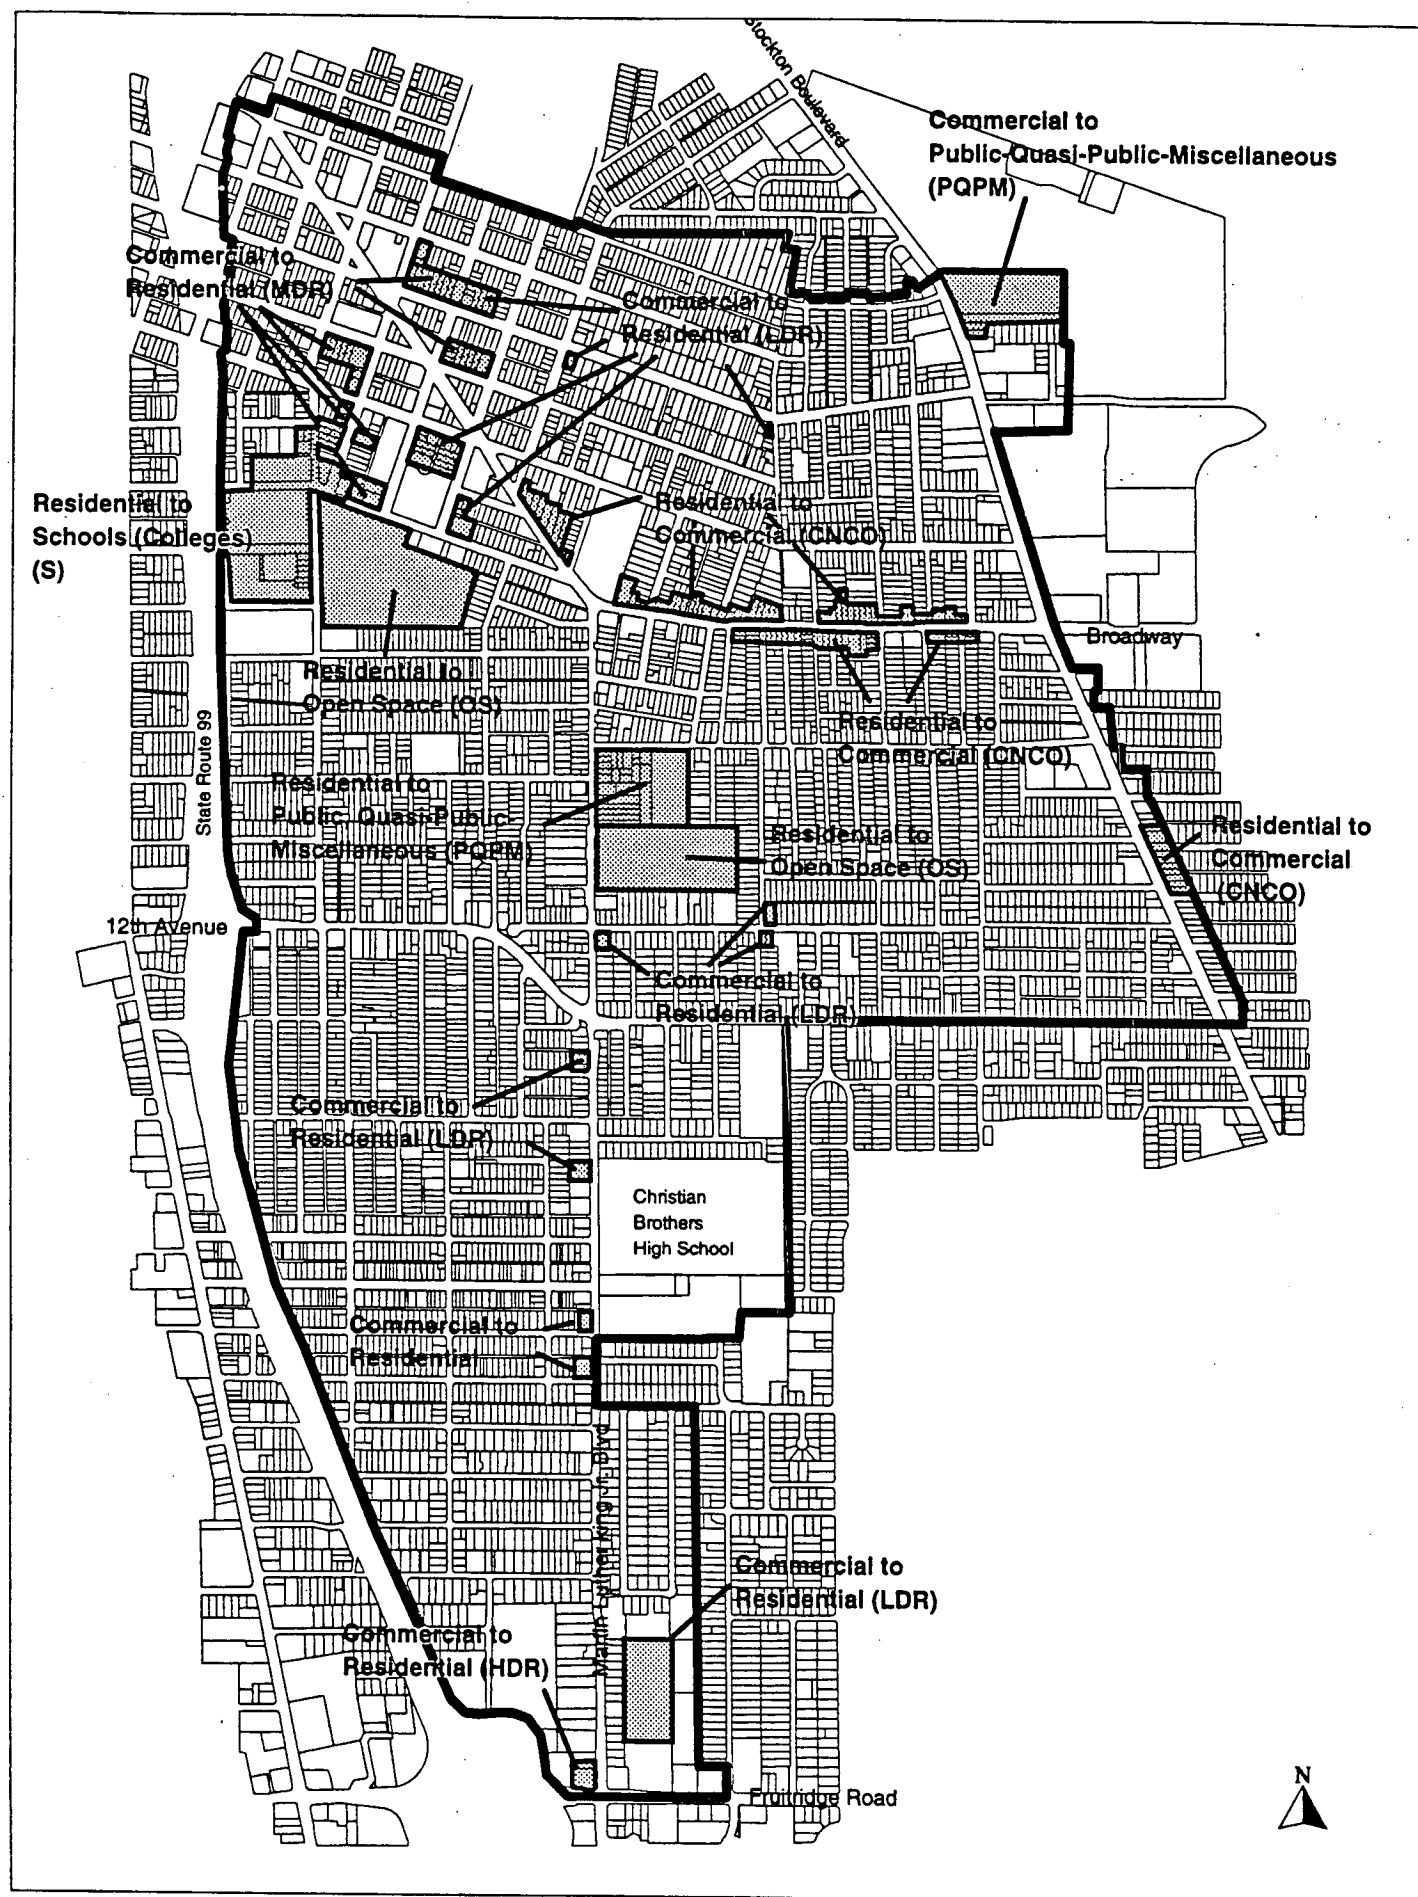 Stockton Boulevard
Commercial to
Public-Quasi-Public-Miscellaneous
(PQPM)
Commercial to
Residential (MDR)
Commercial to
Residential (LDR)
Residential to
Schools (Colleges)
(S)
Residential to
Commercial (CNCO)
Broadway
Residential to
Open Space (OS)
Residential to
Commercial (CNCO)
State Route 99
Residential to
Public, Quasi-Public-
Miscellaneous (PQPM)
Residential to
Open Space (OS)
Residential to
Commercial
(CNCO)
12th Avenue
Commercial to
Residential (LDR)
Commercial to
Residential (LDR)
Christian
Brothers
High School
Commercial to
Residential
Martin Luther King Jr. Blvd
Commercial to
Residential (LDR)
Commercial to
Residential (HDR)
Fruitridge Road
N